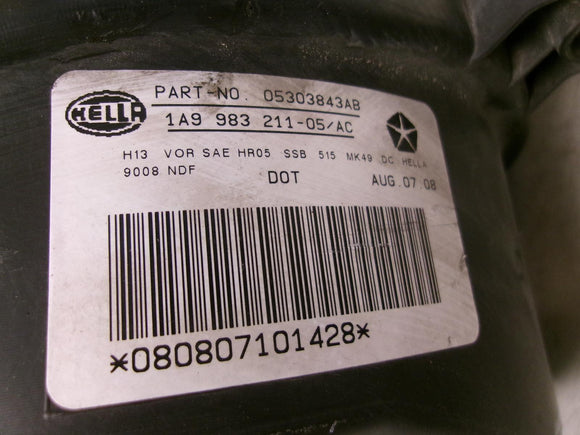 HELLA
PART-NO. 05303843AB
1A9 983 211-05/AC
H13 VOR SAE HR05 SSB 515 MK49 DC HELLA
9008 NDF DOT AUG.07.08
*080807101428*